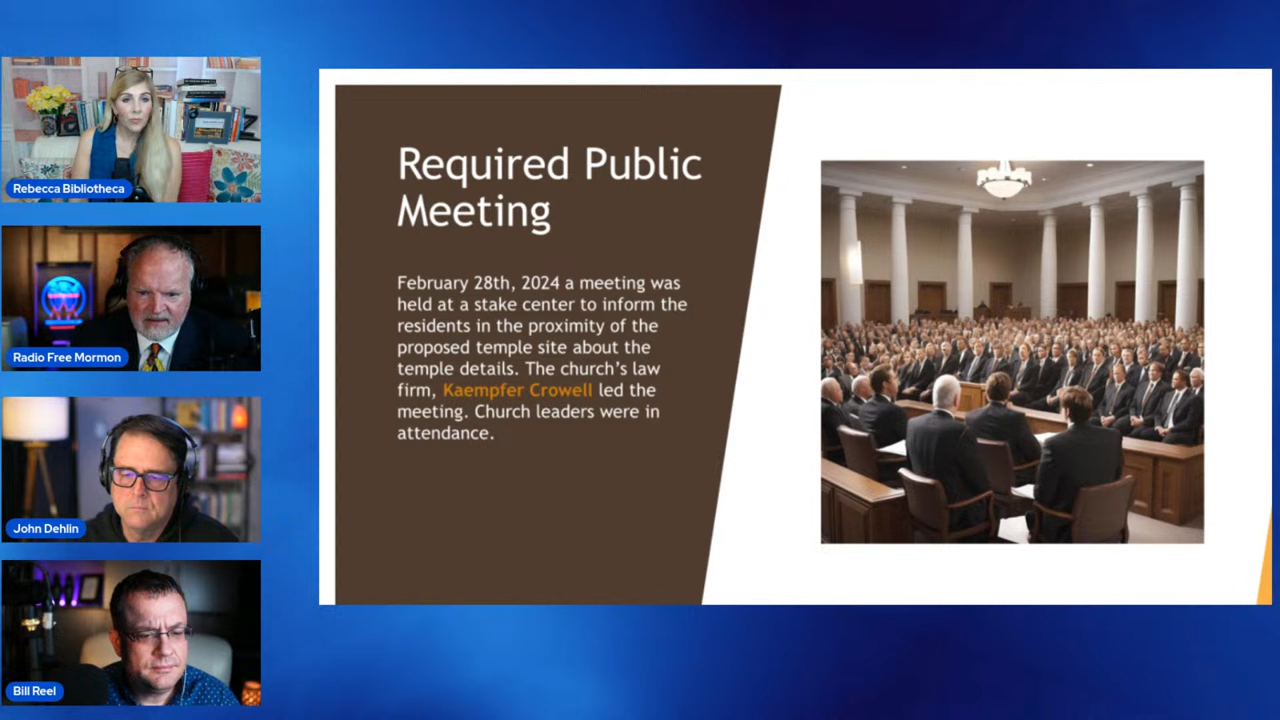 Rebecca Bibliotheca
Radio Free Mormon
John Dehlin
Bill Reel
Required Public
Meeting
February 28th, 2024 a meeting was
held at a stake center to inform the
residents in the proximity of the
proposed temple site about the
temple details. The church's law
firm, Kaempfer Crowell led the
meeting. Church leaders were in
attendance.